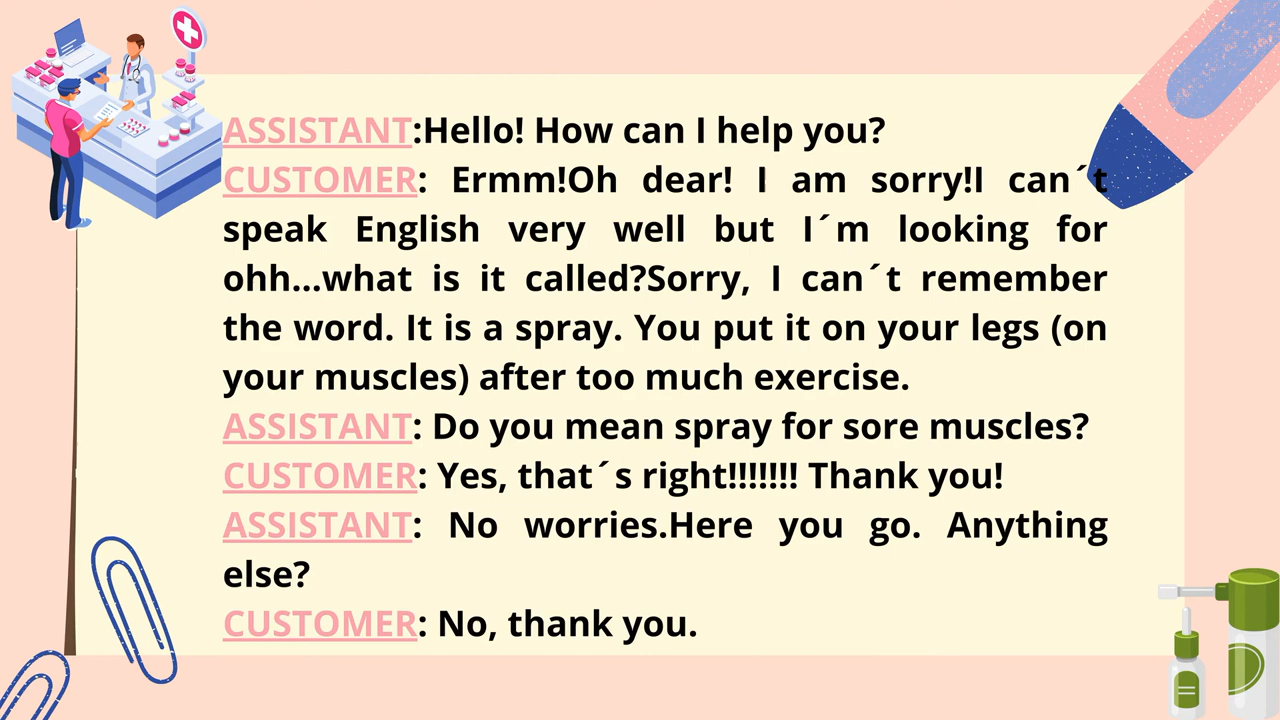 ASSISTANT:Hello! How can I help you?
CUSTOMER: Ermm!Oh dear! I am sorry!I can´t
speak English very well but I´m looking for
ohh...what is it called?Sorry, I can´t remember
the word. It is a spray. You put it on your legs (on
your muscles) after too much exercise.
ASSISTANT: Do you mean spray for sore muscles?
CUSTOMER: Yes, that´s right!!!!!!! Thank you!
ASSISTANT: No worries.Here you go. Anything
else?
CUSTOMER: No, thank you.